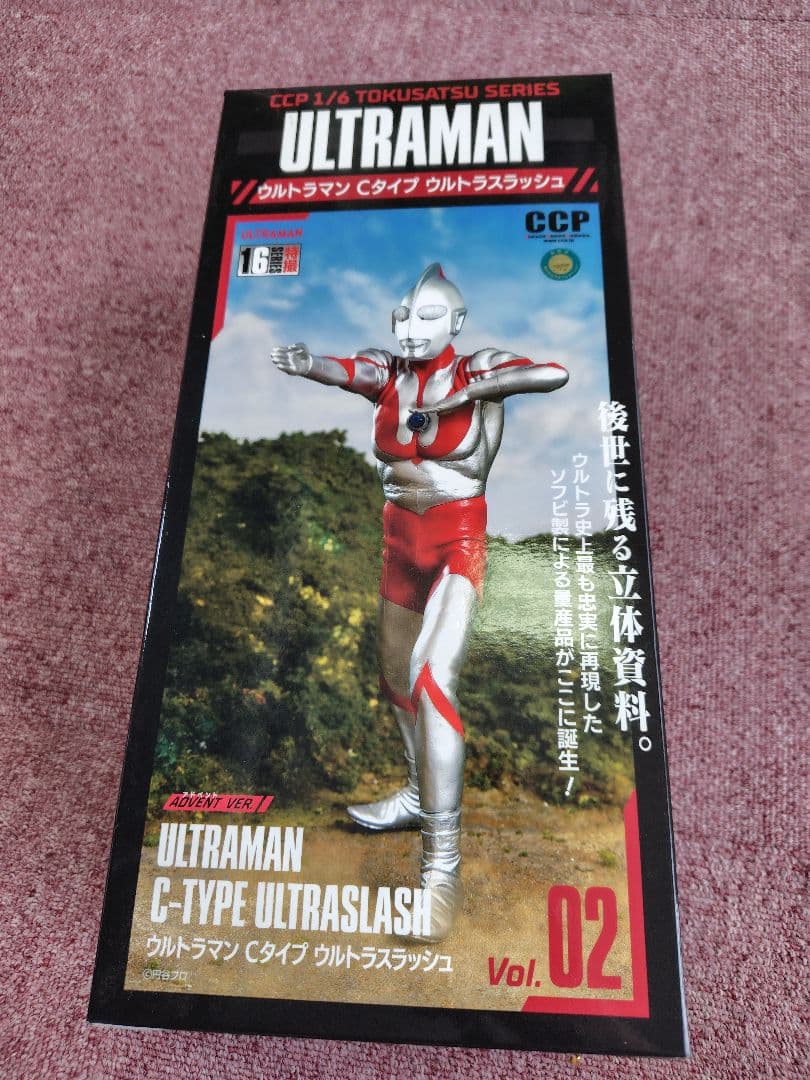 CCP 1/6 TOKUSATSU SERIES
ULTRAMAN
ウルトラマン Cタイプ ウルトラスラッシュ
ULTRAMAN
1/6 特撮 SERIES
CCP
後世に残る立体資料。
ウルトラ史上最も忠実に再現した
ソフビ製による量産品がここに誕生!
アドベント
ADVENT VER.
ULTRAMAN
C-TYPE ULTRASLASH
ウルトラマン Cタイプ ウルトラスラッシュ
©円谷プロ
Vol. 02